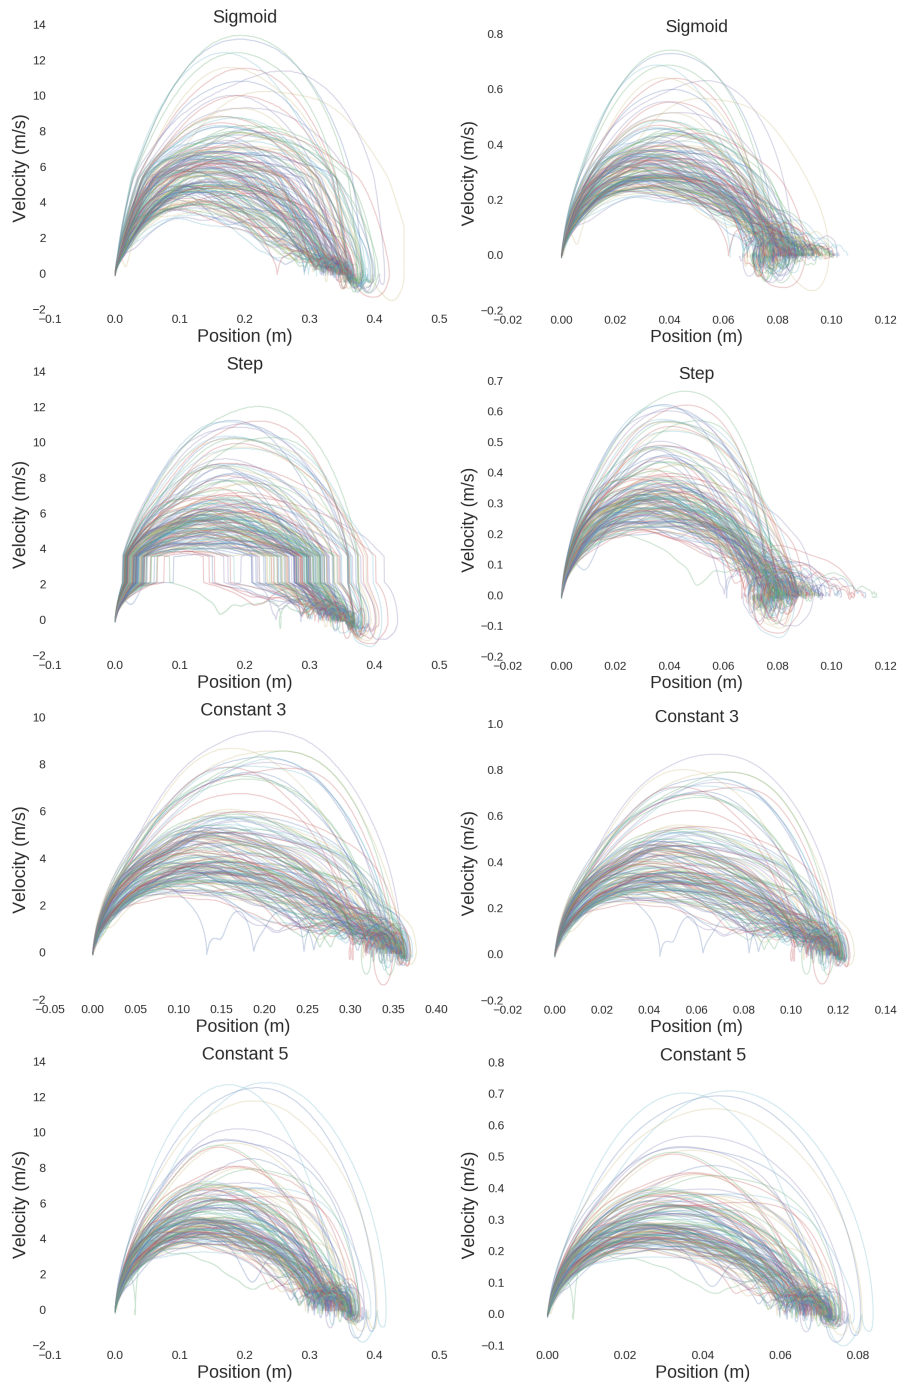 Sigmoid
14
12
10
8
6
4
2
0
−2
Velocity (m/s)
−0.1 0.0 0.1 0.2 0.3 0.4 0.5
Position (m)
Sigmoid
0.8
0.6
0.4
0.2
0.0
−0.2
Velocity (m/s)
−0.02 0.00 0.02 0.04 0.06 0.08 0.10 0.12
Position (m)
Step
14
12
10
8
6
4
2
0
−2
Velocity (m/s)
−0.1 0.0 0.1 0.2 0.3 0.4 0.5
Position (m)
Step
0.7
0.6
0.5
0.4
0.3
0.2
0.1
0.0
−0.1
−0.2
Velocity (m/s)
−0.02 0.00 0.02 0.04 0.06 0.08 0.10 0.12
Position (m)
Constant 3
10
8
6
4
2
0
−2
Velocity (m/s)
−0.05 0.00 0.05 0.10 0.15 0.20 0.25 0.30 0.35 0.40
Position (m)
Constant 3
1.0
0.8
0.6
0.4
0.2
0.0
−0.2
Velocity (m/s)
−0.02 0.00 0.02 0.04 0.06 0.08 0.10 0.12 0.14
Position (m)
Constant 5
14
12
10
8
6
4
2
0
−2
Velocity (m/s)
−0.1 0.0 0.1 0.2 0.3 0.4 0.5
Position (m)
Constant 5
0.8
0.7
0.6
0.5
0.4
0.3
0.2
0.1
0.0
−0.1
Velocity (m/s)
0.00 0.02 0.04 0.06 0.08
Position (m)